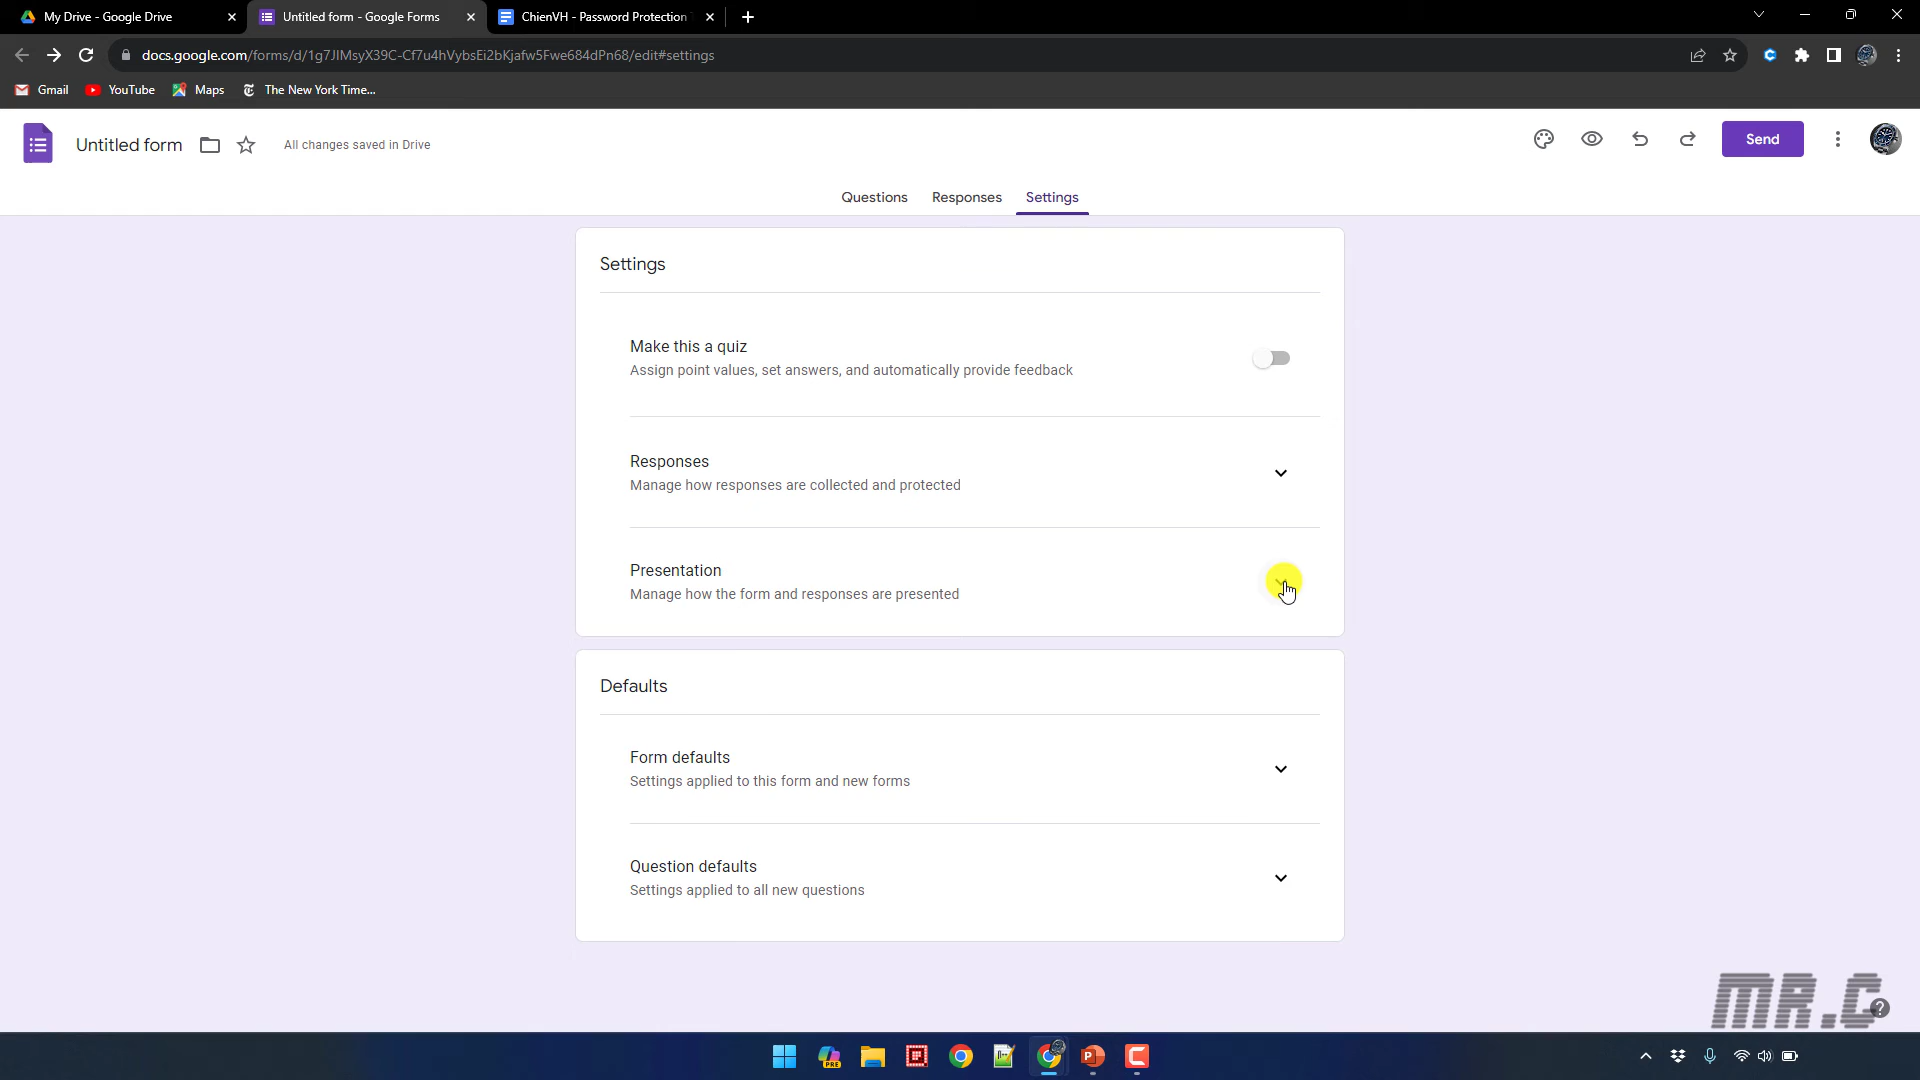 My Drive - Google Drive
Untitled form - Google Forms
ChienVH - Password Protection
docs.google.com/forms/d/1g7JIMsyX39C-Cf7u4hVybsEi2bKjafw5Fwe684dPn68/edit#settings
Gmail
YouTube
Maps
The New York Time...
Untitled form
All changes saved in Drive
Send
Questions
Responses
Settings
Settings
Make this a quiz
Assign point values, set answers, and automatically provide feedback
Responses
Manage how responses are collected and protected
Presentation
Manage how the form and responses are presented
Defaults
Form defaults
Settings applied to this form and new forms
Question defaults
Settings applied to all new questions
MR.C
PRE